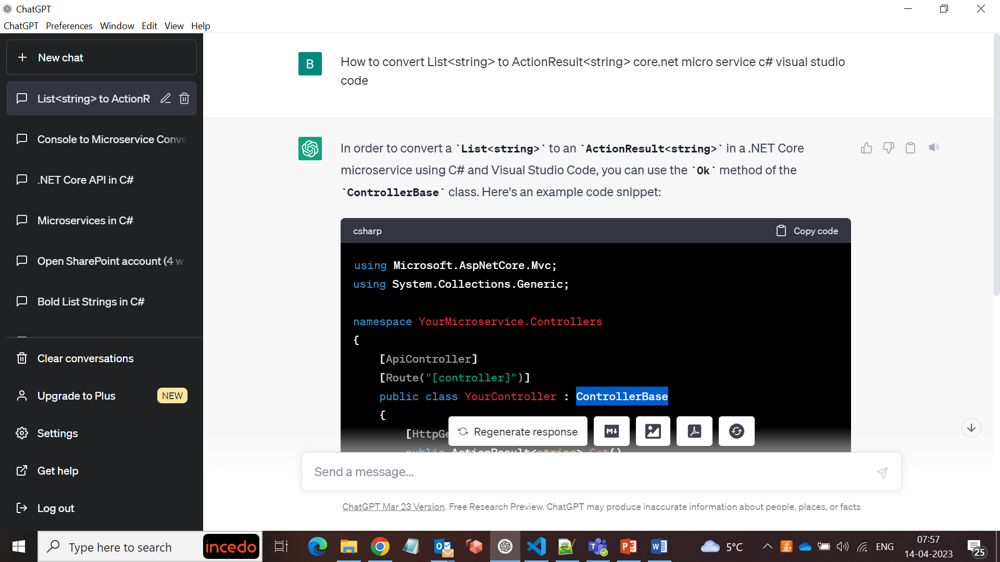 ChatGPT
ChatGPT Preferences Window Edit View Help
New chat
List<string> to ActionR
Console to Microservice Conve
.NET Core API in C#
Microservices in C#
Open SharePoint account (4 w
Bold List Strings in C#
Clear conversations
Upgrade to Plus NEW
Settings
Get help
Log out
B
How to convert List<string> to ActionResult<string> core.net micro service c# visual studio
code
In order to convert a `List<string>` to an `ActionResult<string>` in a .NET Core
microservice using C# and Visual Studio Code, you can use the `Ok` method of the
`ControllerBase` class. Here's an example code snippet:
csharp Copy code
using Microsoft.AspNetCore.Mvc;
using System.Collections.Generic;
namespace YourMicroservice.Controllers
{
[ApiController]
[Route("[controller]")]
public class YourController : ControllerBase
{
[HttpGe
public ActionResult<string> Get()
Regenerate response
M
Send a message...
ChatGPT Mar 23 Version. Free Research Preview. ChatGPT may produce inaccurate information about people, places, or facts
Type here to search incedo
5°C ENG 07:57
14-04-2023
25